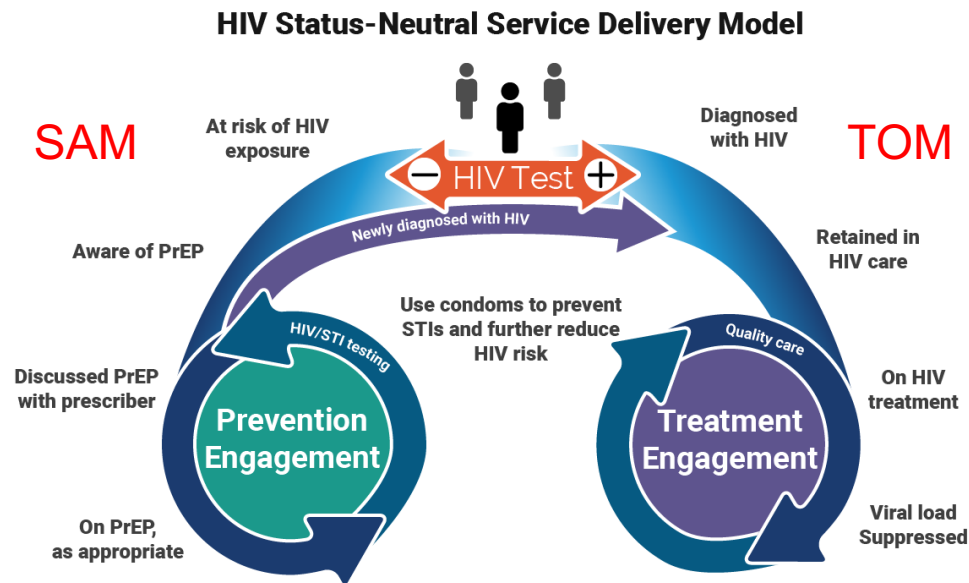 HIV Status-Neutral Service Delivery Model
SAM
At risk of HIV
exposure
Diagnosed
with HIV
TOM
− HIV Test +
Newly diagnosed with HIV
Aware of PrEP
Retained in
HIV care
Use condoms to prevent
STIs and further reduce
HIV risk
HIV/STI testing
Quality care
Discussed PrEP
with prescriber
Prevention
Engagement
Treatment
Engagement
On HIV
treatment
On PrEP,
as appropriate
Viral load
Suppressed